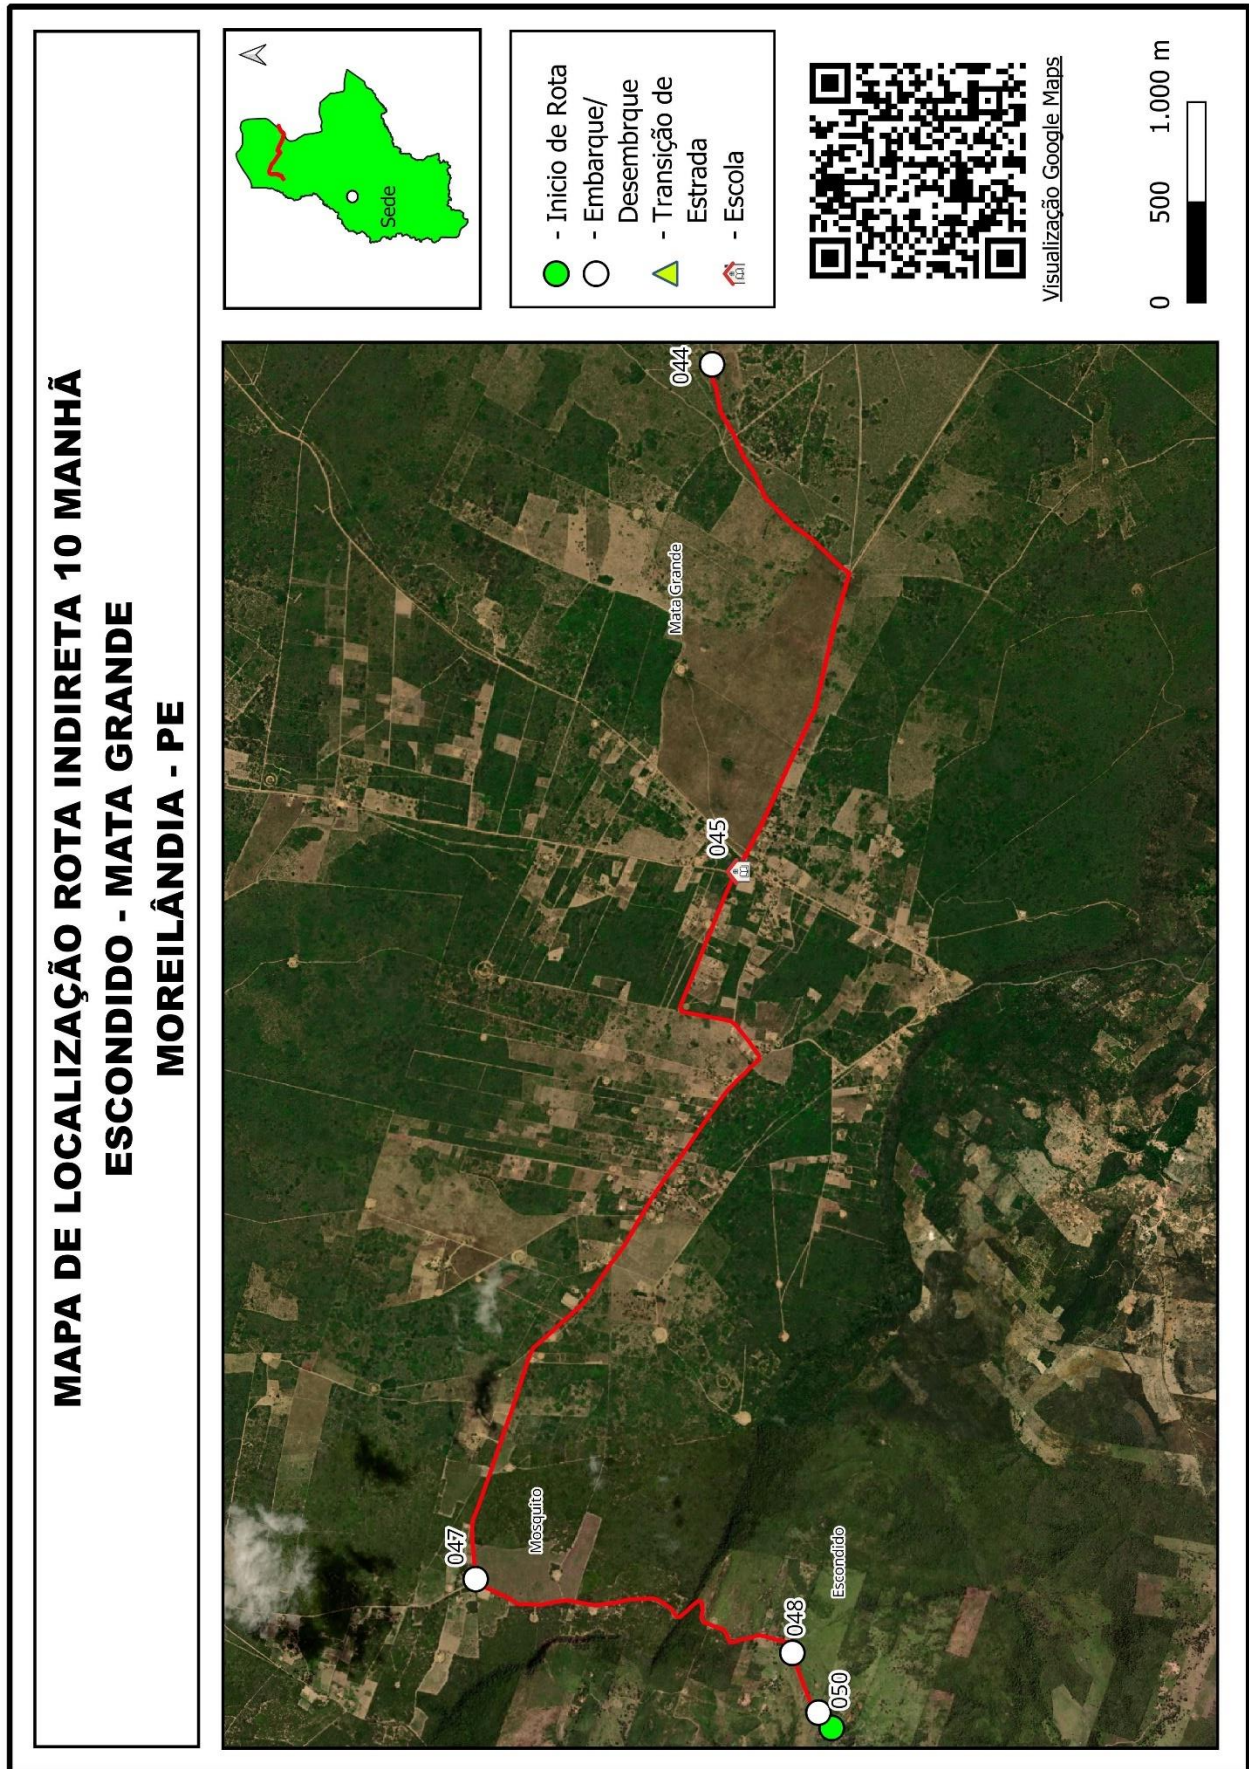 MAPA DE LOCALIZAÇÃO ROTA INDIRETA 10 MANHÃ
ESCONDIDO - MATA GRANDE
MOREILÂNDIA - PE
050
048
Escondido
047
Mosquito
045
Mata Grande
044
Sede
- Inicio de Rota
- Embarque/
Desembrque
- Transição de
Estrada
- Escola
Visualização Google Maps
0 500 1.000 m